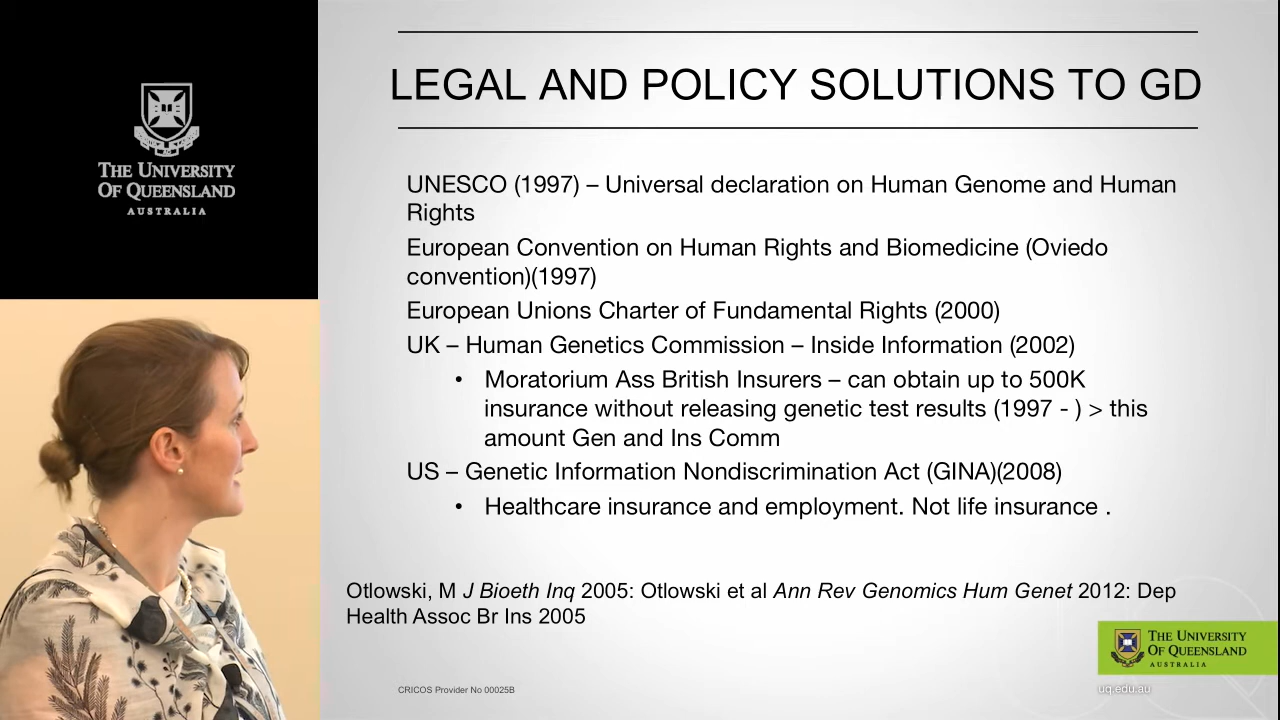 THE UNIVERSITY
OF QUEENSLAND
AUSTRALIA
LEGAL AND POLICY SOLUTIONS TO GD
UNESCO (1997) – Universal declaration on Human Genome and Human
Rights
European Convention on Human Rights and Biomedicine (Oviedo
convention)(1997)
European Unions Charter of Fundamental Rights (2000)
UK – Human Genetics Commission – Inside Information (2002)
• Moratorium Ass British Insurers – can obtain up to 500K
insurance without releasing genetic test results (1997 - ) > this
amount Gen and Ins Comm
US – Genetic Information Nondiscrimination Act (GINA)(2008)
• Healthcare insurance and employment. Not life insurance .
Otlowski, M J Bioeth Inq 2005: Otlowski et al Ann Rev Genomics Hum Genet 2012: Dep
Health Assoc Br Ins 2005
THE UNIVERSITY
OF QUEENSLAND
AUSTRALIA
CRICOS Provider No 00025B
uq.edu.au